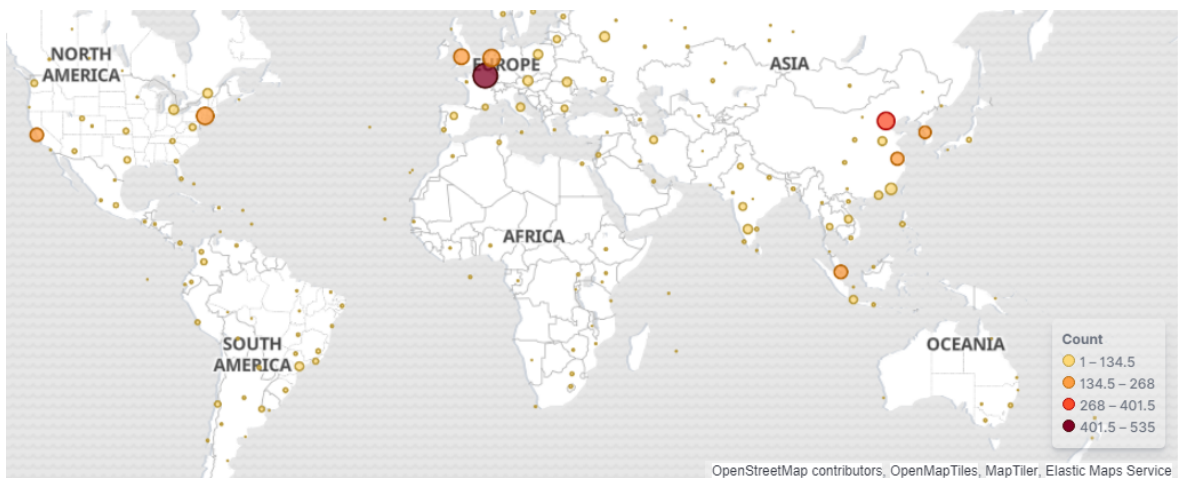 NORTH
AMERICA
EUROPE
ASIA
AFRICA
SOUTH
AMERICA
OCEANIA
Count
1 – 134.5
134.5 – 268
268 – 401.5
401.5 – 535
OpenStreetMap contributors, OpenMapTiles, MapTiler, Elastic Maps Service